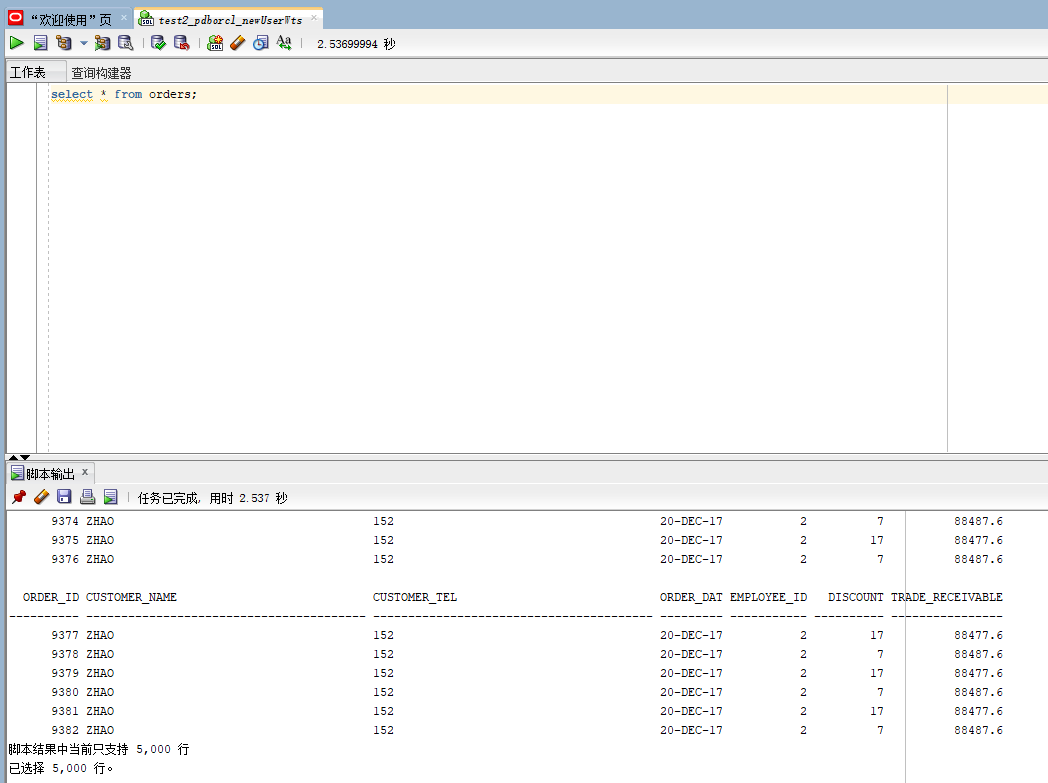 “欢迎使用”页 test2_pdborcl_newUserWts
2.53699994 秒
工作表 查询构建器
select * from orders;
脚本输出
任务已完成, 用时 2.537 秒
9374 ZHAO 152 20-DEC-17 2 7 88487.6
9375 ZHAO 152 20-DEC-17 2 17 88477.6
9376 ZHAO 152 20-DEC-17 2 7 88487.6
ORDER_ID CUSTOMER_NAME CUSTOMER_TEL ORDER_DAT EMPLOYEE_ID DISCOUNT TRADE_RECEIVABLE
---------- ---------------------------------------- ---------------------------------------- --------- ----------- ---------- ----------------
9377 ZHAO 152 20-DEC-17 2 17 88477.6
9378 ZHAO 152 20-DEC-17 2 7 88487.6
9379 ZHAO 152 20-DEC-17 2 17 88477.6
9380 ZHAO 152 20-DEC-17 2 7 88487.6
9381 ZHAO 152 20-DEC-17 2 17 88477.6
9382 ZHAO 152 20-DEC-17 2 7 88487.6
脚本结果中当前只支持 5,000 行
已选择 5,000 行。